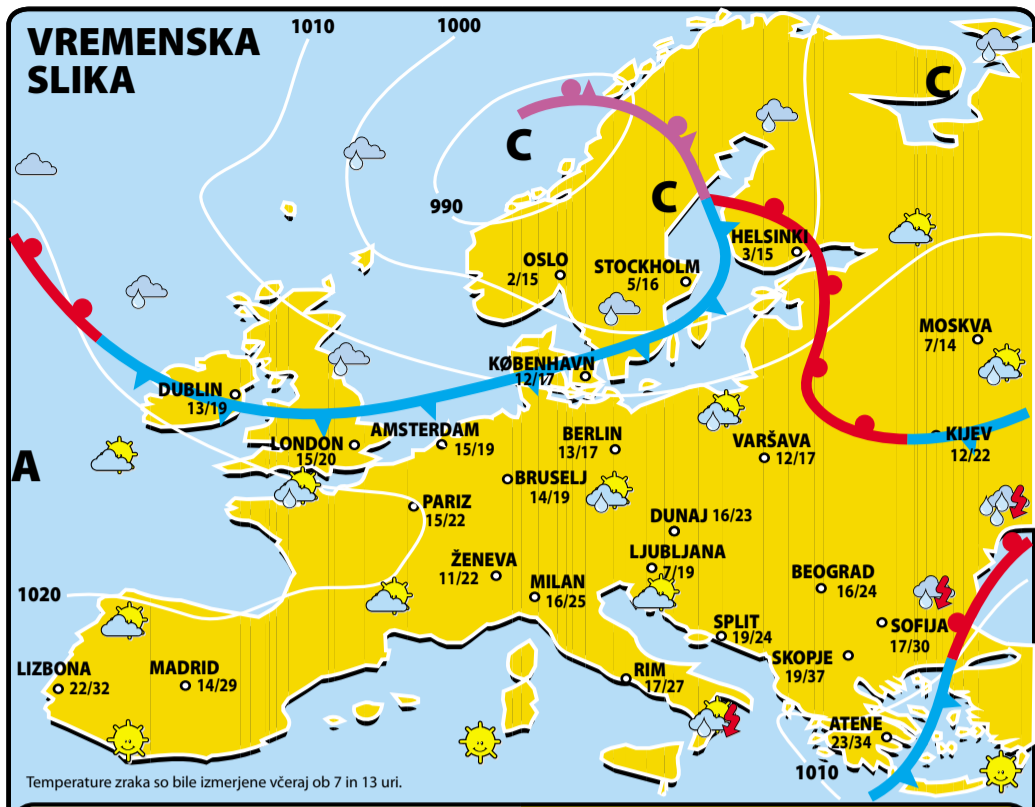 VREMENSKA
SLIKA
1010
1000
C
C
990
C
OSLO
2/15
STOCKHOLM
5/16
HELSINKI
3/15
MOSKVA
7/14
KØBENHAVN
12/17
DUBLIN
13/19
LONDON
15/20
AMSTERDAM
15/19
BERLIN
13/17
VARŠAVA
12/17
KIJEV
12/22
A
BRUSELJ
14/19
PARIZ
15/22
DUNAJ 16/23
ŽENEVA
11/22
LJUBLJANA
7/19
MILAN
16/25
BEOGRAD
16/24
1020
SPLIT
19/24
SOFIJA
17/30
SKOPJE
19/37
LIZBONA
22/32
MADRID
14/29
RIM
17/27
ATENE
23/34
1010
Temperature zraka so bile izmerjene včeraj ob 7 in 13 uri.